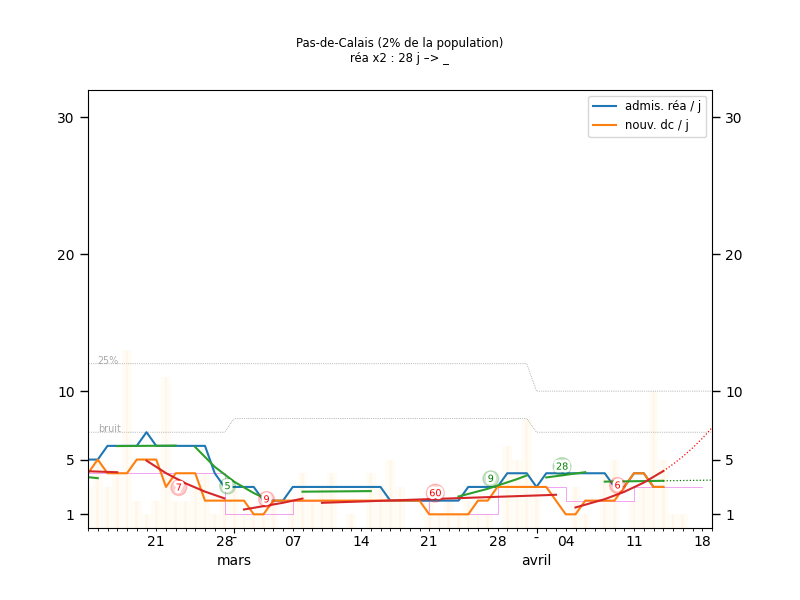 Pas-de-Calais (2% de la population)
réa x2 : 28 j –> _
admis. réa / j
nouv. dc / j
30 30
20 20
10 10
5 5
1 1
25%
bruit
7 5 9 60 9 28 6
21 28 07 14 21 28 04 11 18
mars avril